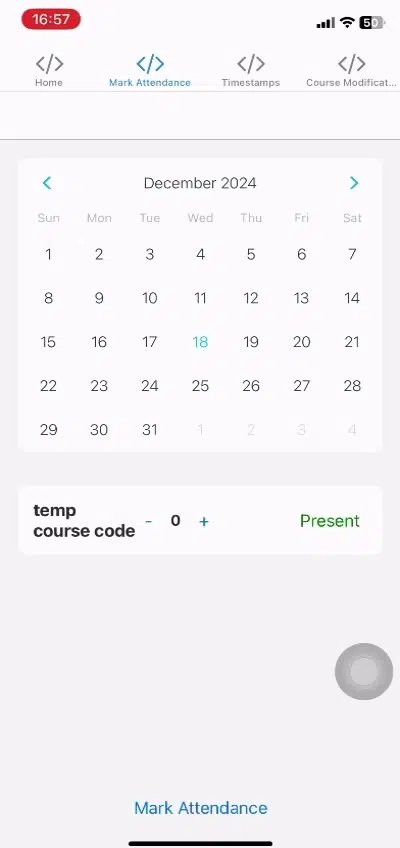 16:57
50
Home Mark Attendance Timestamps Course Modificat...
December 2024
Sun Mon Tue Wed Thu Fri Sat
1 2 3 4 5 6 7
8 9 10 11 12 13 14
15 16 17 18 19 20 21
22 23 24 25 26 27 28
29 30 31 1 2 3 4
temp
course code - 0 + Present
Mark Attendance